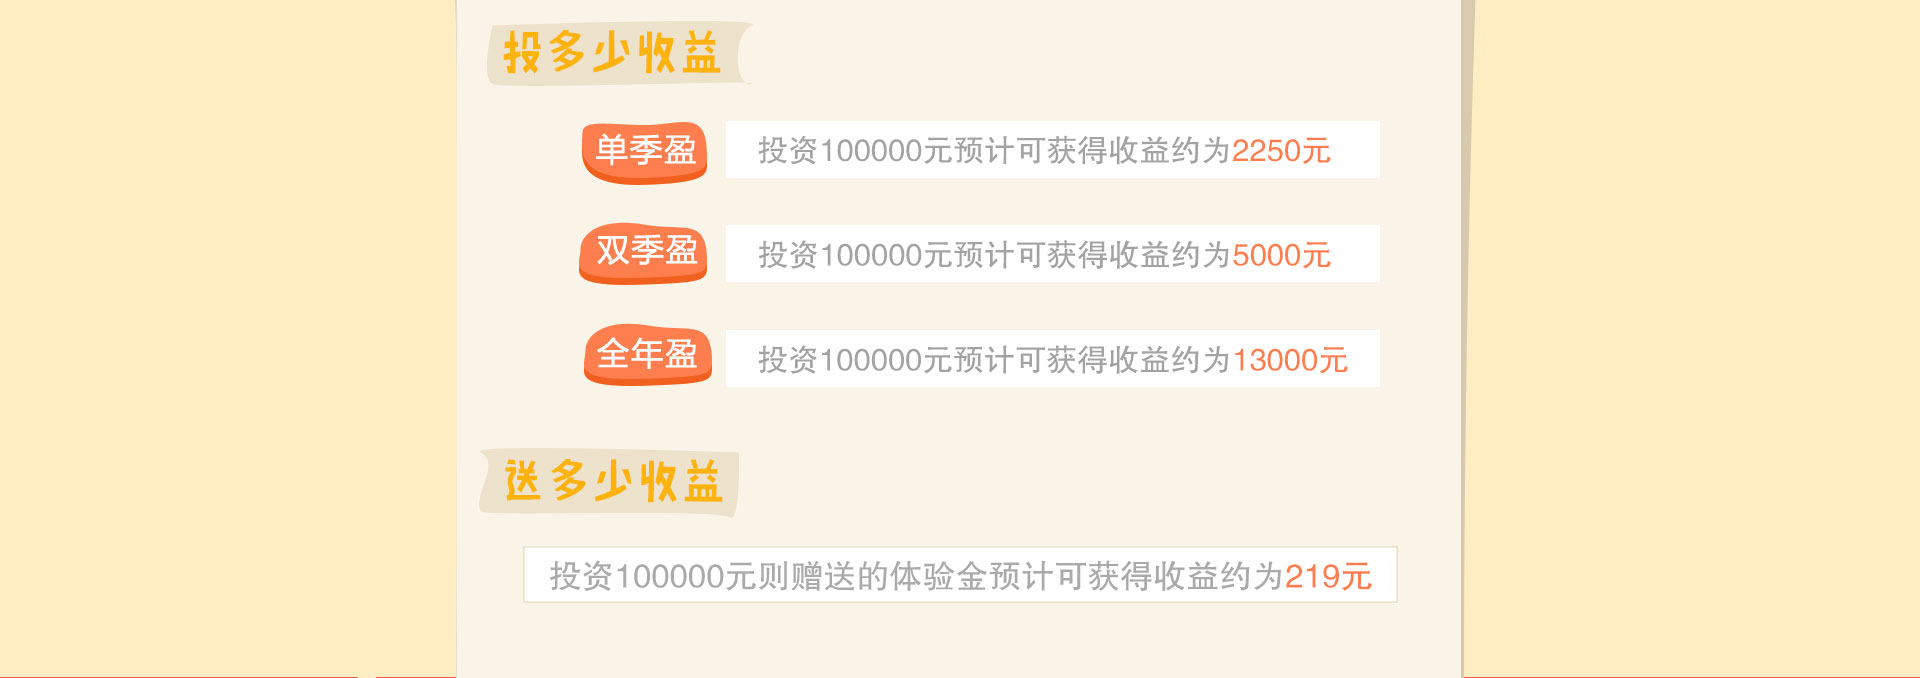 投多少收益
单季盈
投资100000元预计可获得收益约为2250元
双季盈
投资100000元预计可获得收益约为5000元
全年盈
投资100000元预计可获得收益约为13000元
送多少收益
投资100000元则赠送的体验金预计可获得收益约为219元